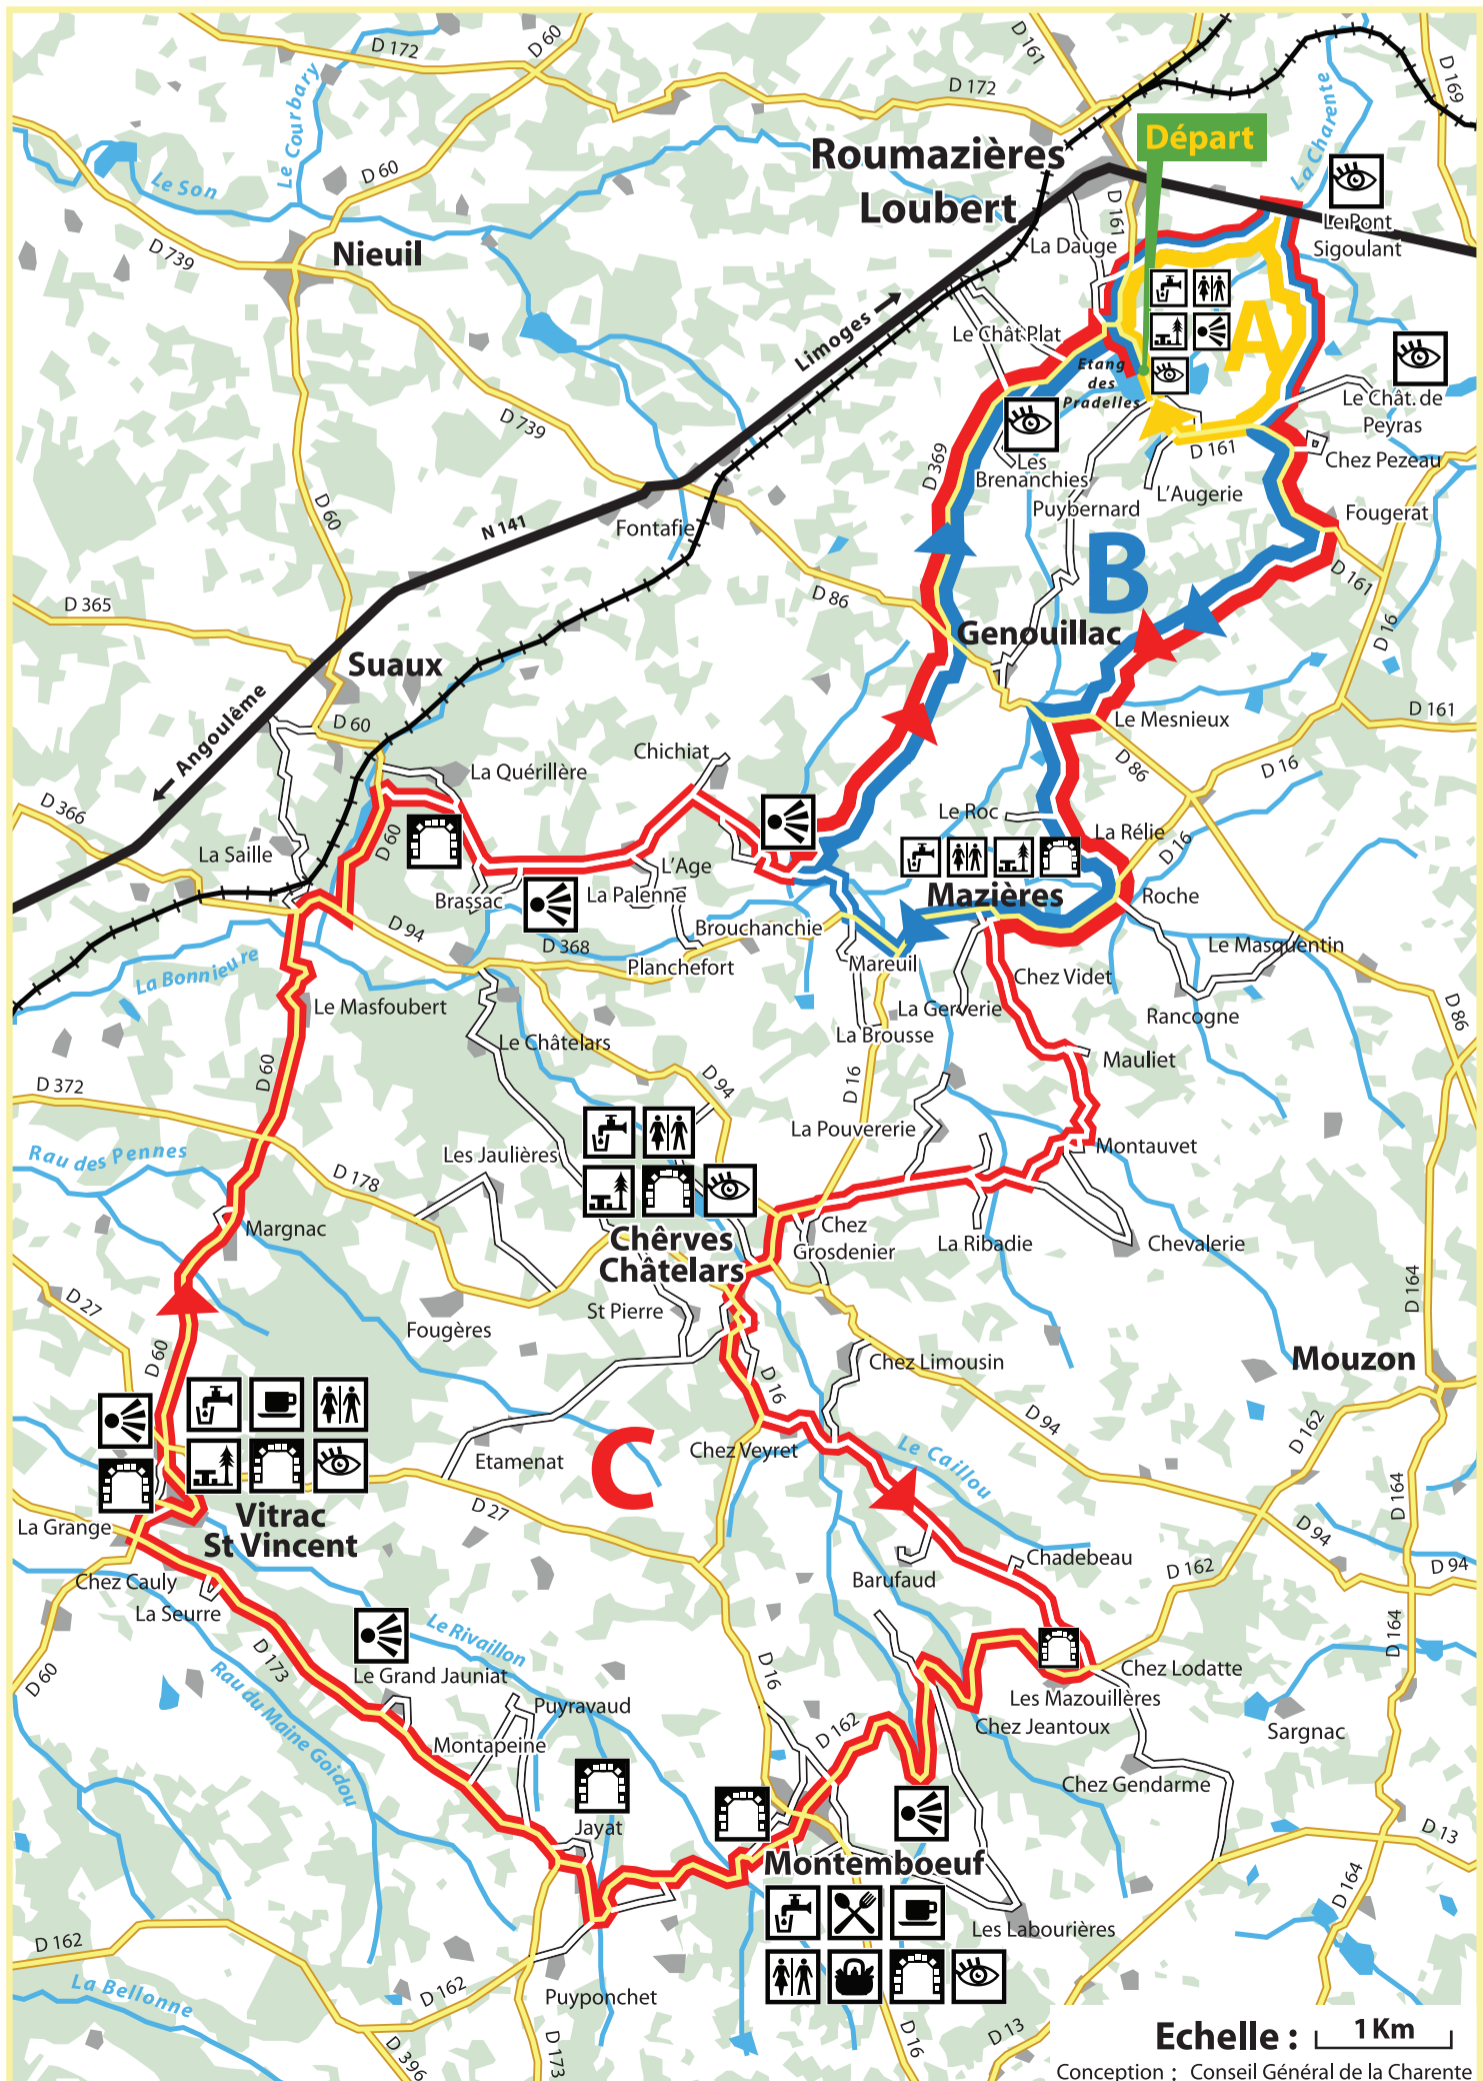 D 172
D 60
D 161
D 172
D 169
Le Courbary
La Charente
Départ
Roumazières
Loubert
Le Son
D 60
D 161
Le Pont
Sigoulant
La Dauge
D 739
Nieuil
Le Chât Plat
Limoges
A
Etang
des
Pradelles
Le Chât. de
Peyras
D 739
D 161
Chez Pezeau
D 369
Les
Brenanchies
L'Augerie
Puybernard
Fougerat
D 60
N 141
Fontafie
B
D 161
D 365
D 86
Genouillac
D 16
Suaux
Angoulême
D 60
Chichiat
Le Mesnieux
D 161
La Quérillère
D 86
D 16
D 366
D 60
Le Roc
La Rélie
D 16
La Saille
L'Age
La Palenne
Brassac
Mazières
Roche
D 94
D 368
Brouchanchie
Planchefort
Mareuil
Le Masquentin
La Bonnieure
Chez Videt
Le Masfoubert
La Gerverie
Rancogne
D 86
Le Châtelars
La Brousse
Mauliet
D 60
D 372
D 94
D 16
La Pouvererie
Montauvet
Rau des Pennes
Les Jaulières
D 178
Margnac
Chez
Grosdenier
La Ribadie
Chevalerie
Chêrves
Châtelars
D 164
D 27
St Pierre
Fougères
D 60
Chez Limousin
Mouzon
D 16
D 94
D 162
Chez Veyret
Le Caillou
Etamenat
C
D 27
D 164
La Grange
Vitrac
St Vincent
D 94
D 94
Chadebeau
D 162
Chez Cauly
Barufaud
La Seurre
Le Rivaillon
D 164
D 60
D 173
Rau du Maine Goidou
Le Grand Jauniat
D 16
Chez Lodatte
Les Mazouillères
Puyravaud
D 162
Chez Jeantoux
Sargnac
Montapeine
Chez Gendarme
Jayat
D 13
Montemboeuf
D 164
Les Labourières
D 162
La Bellonne
D 162
Puyponchet
D 396
D 173
D 16
D 13
Echelle : 1 Km
Conception : Conseil Général de la Charente